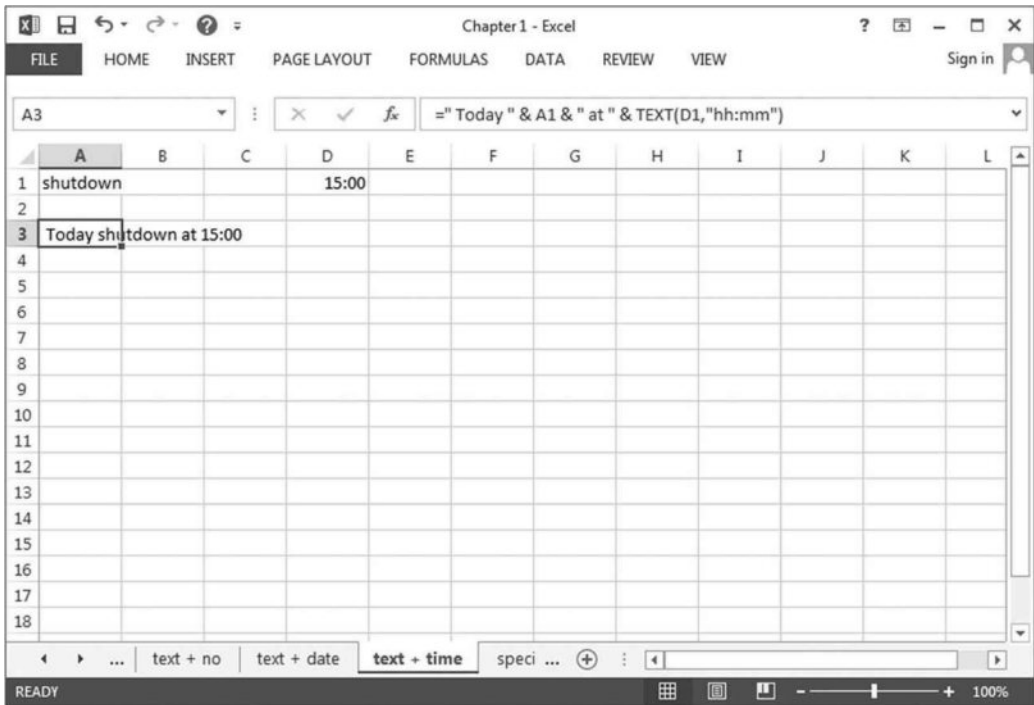 Chapter 1 - Excel
?
FILE HOME INSERT PAGE LAYOUT FORMULAS DATA REVIEW VIEW Sign in
A3 fx =" Today " & A1 & " at " & TEXT(D1,"hh:mm")
A B C D E F G H I J K L
1 shutdown 15:00
2
3 Today shutdown at 15:00
4
5
6
7
8
9
10
11
12
13
14
15
16
17
18
... text + no text + date text + time speci ...
READY 100%